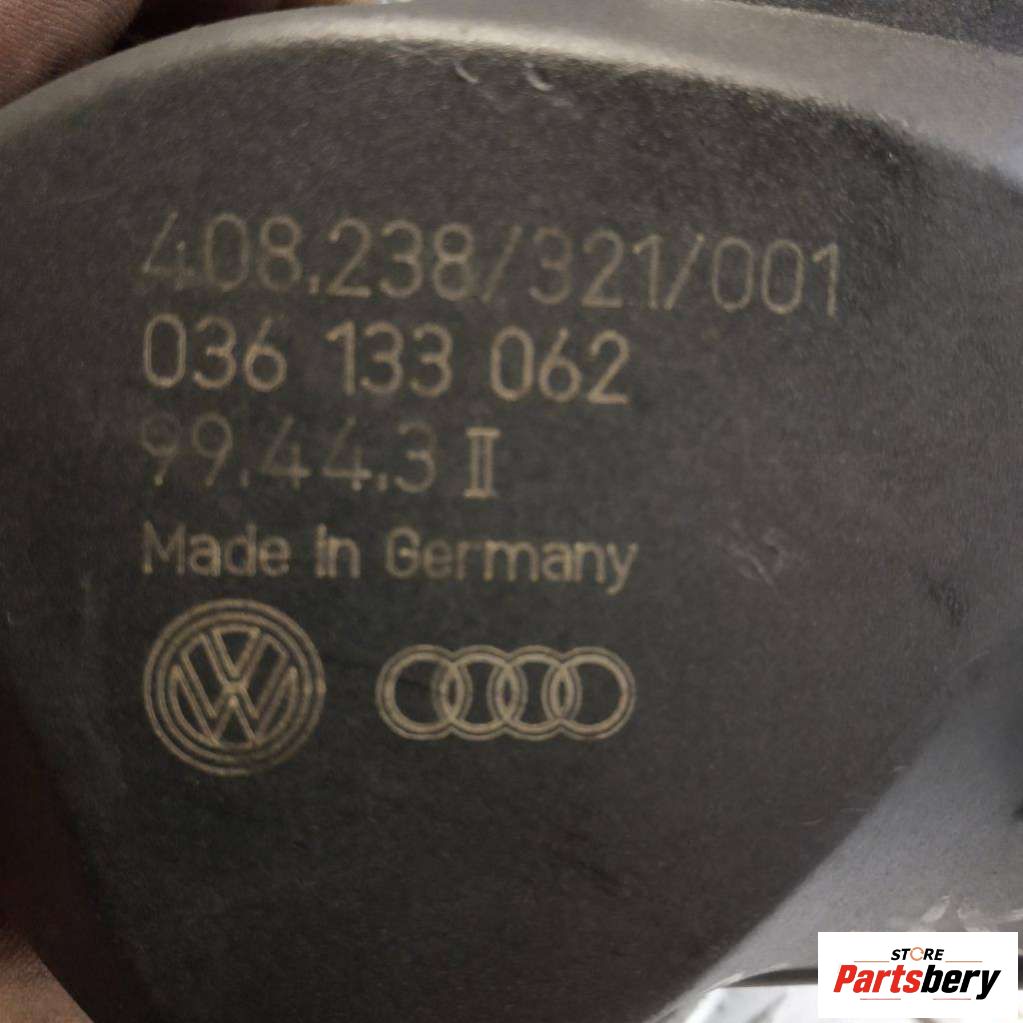 408.238/321/001
036 133 062
99.44.3 II
Made in Germany
STORE
Partsbery